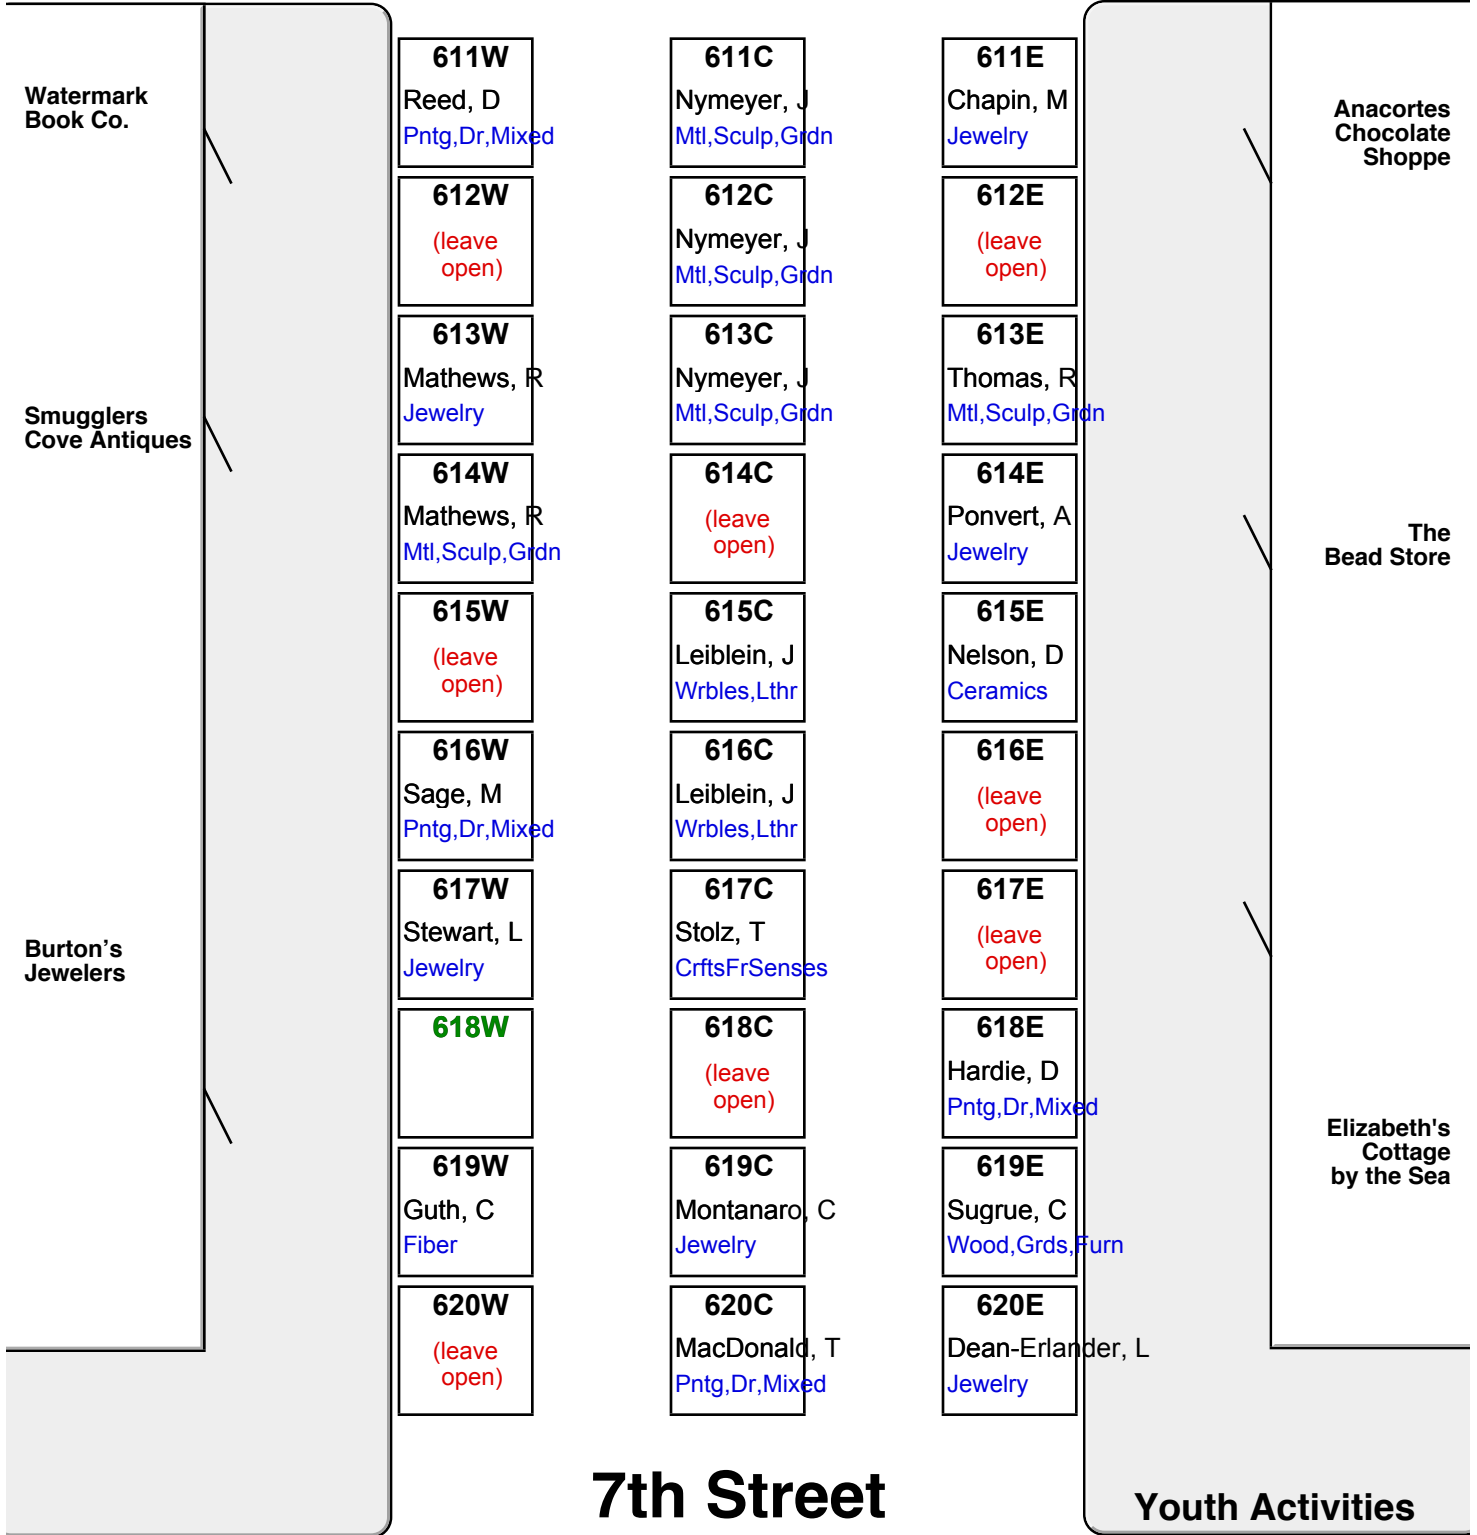 Watermark
Book Co.
Smugglers
Cove Antiques
Burton’s
Jewelers
611W
Reed, D
Pntg,Dr,Mixed
612W
(leave
open)
613W
Mathews, R
Jewelry
614W
Mathews, R
Mtl,Sculp,Grdn
615W
(leave
open)
616W
Sage, M
Pntg,Dr,Mixed
617W
Stewart, L
Jewelry
618W
619W
Guth, C
Fiber
620W
(leave
open)
611C
Nymeyer, J
Mtl,Sculp,Grdn
612C
Nymeyer, J
Mtl,Sculp,Grdn
613C
Nymeyer, J
Mtl,Sculp,Grdn
614C
(leave
open)
615C
Leiblein, J
Wrbles,Lthr
616C
Leiblein, J
Wrbles,Lthr
617C
Stolz, T
CrftsFrSenses
618C
(leave
open)
619C
Montanaro, C
Jewelry
620C
MacDonald, T
Pntg,Dr,Mixed
611E
Chapin, M
Jewelry
612E
(leave
open)
613E
Thomas, R
Mtl,Sculp,Grdn
614E
Ponvert, A
Jewelry
615E
Nelson, D
Ceramics
616E
(leave
open)
617E
(leave
open)
618E
Hardie, D
Pntg,Dr,Mixed
619E
Sugrue, C
Wood,Grds,Furn
620E
Dean-Erlander, L
Jewelry
Anacortes
Chocolate
Shoppe
The
Bead Store
Elizabeth's
Cottage
by the Sea
7th Street
Youth Activities